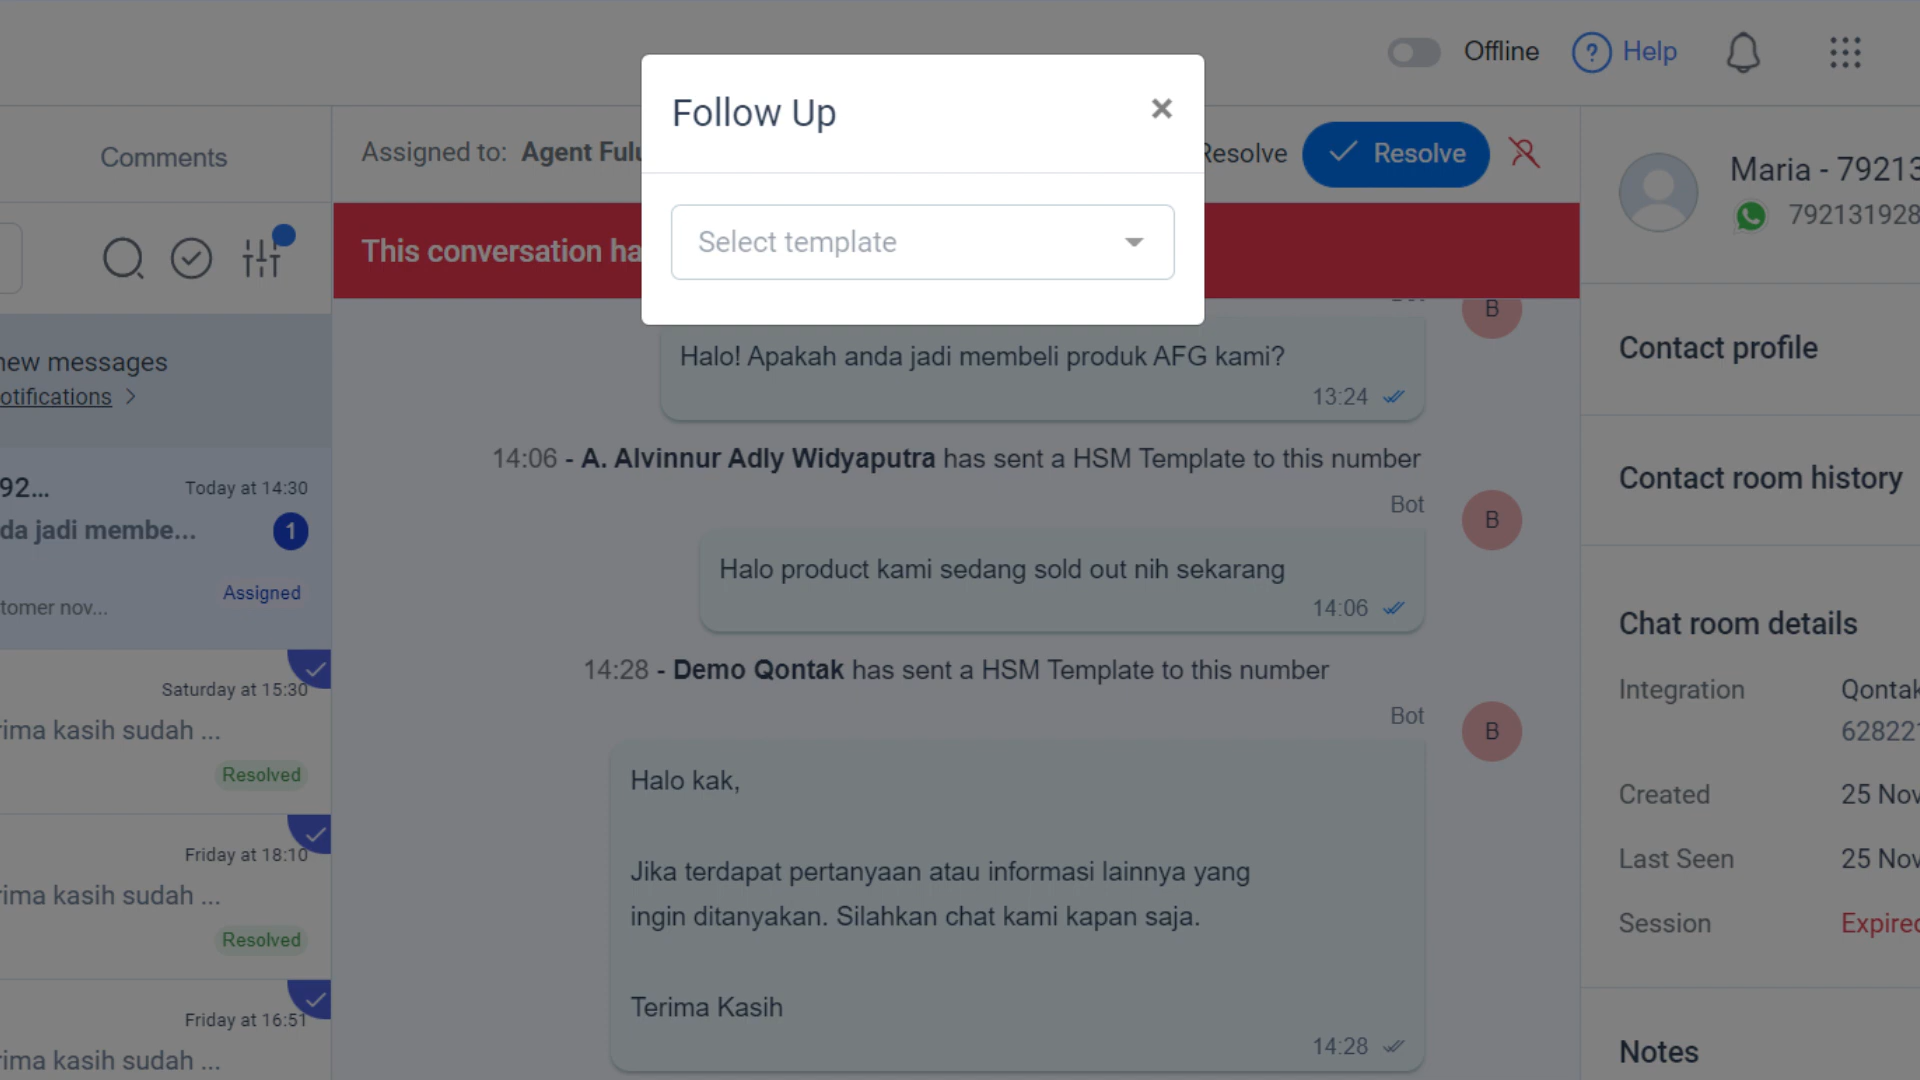 Offline
Help
Follow Up
×
Select template
Comments
Assigned to: Agent
Resolve
Resolve
This conversation
new messages
92...
Today at 14:30
da jadi membe...
1
Assigned
tomer nov...
Saturday at 15:30
rima kasih sudah ...
Resolved
Friday at 18:10
rima kasih sudah ...
Resolved
Friday at 16:51
rima kasih sudah ...
B
Halo! Apakah anda jadi membeli produk AFG kami?
13:24
14:06 - A. Alvinnur Adly Widyaputra has sent a HSM Template to this number
Bot
B
Halo product kami sedang sold out nih sekarang
14:06
14:28 - Demo Qontak has sent a HSM Template to this number
Bot
B
Halo kak,
Jika terdapat pertanyaan atau informasi lainnya yang
ingin ditanyakan. Silahkan chat kami kapan saja.
Terima Kasih
14:28
Maria - 79213
792131928
Contact profile
Contact room history
Chat room details
Integration
Qontak
628221
Created
25 Nov
Last Seen
25 Nov
Session
Expired
Notes